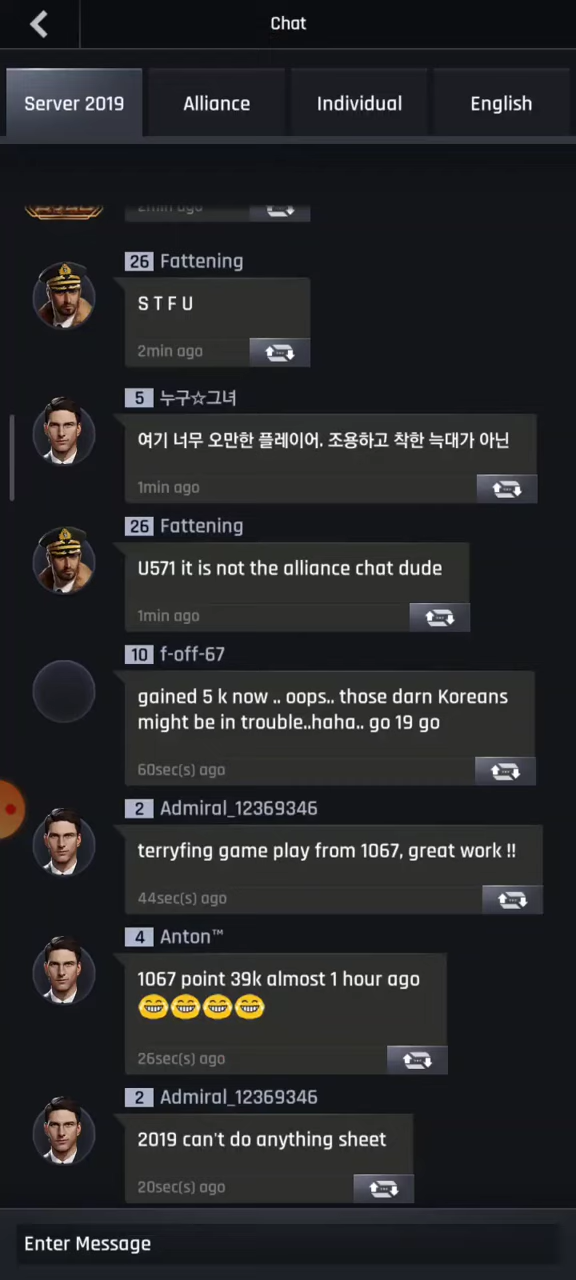 Chat
Server 2019
Alliance
Individual
English
2min ago
26 Fattening
S T F U
2min ago
5 누구☆그녀
여기 너무 오만한 플레이어. 조용하고 착한 늑대가 아닌
1min ago
26 Fattening
U571 it is not the alliance chat dude
1min ago
10 f-off-67
gained 5 k now .. oops.. those darn Koreans
might be in trouble..haha.. go 19 go
60sec(s) ago
2 Admiral_12369346
terryfing game play from 1067, great work !!
44sec(s) ago
4 Anton™
1067 point 39k almost 1 hour ago
😁😁😁😁
26sec(s) ago
2 Admiral_12369346
2019 can't do anything sheet
20sec(s) ago
Enter Message